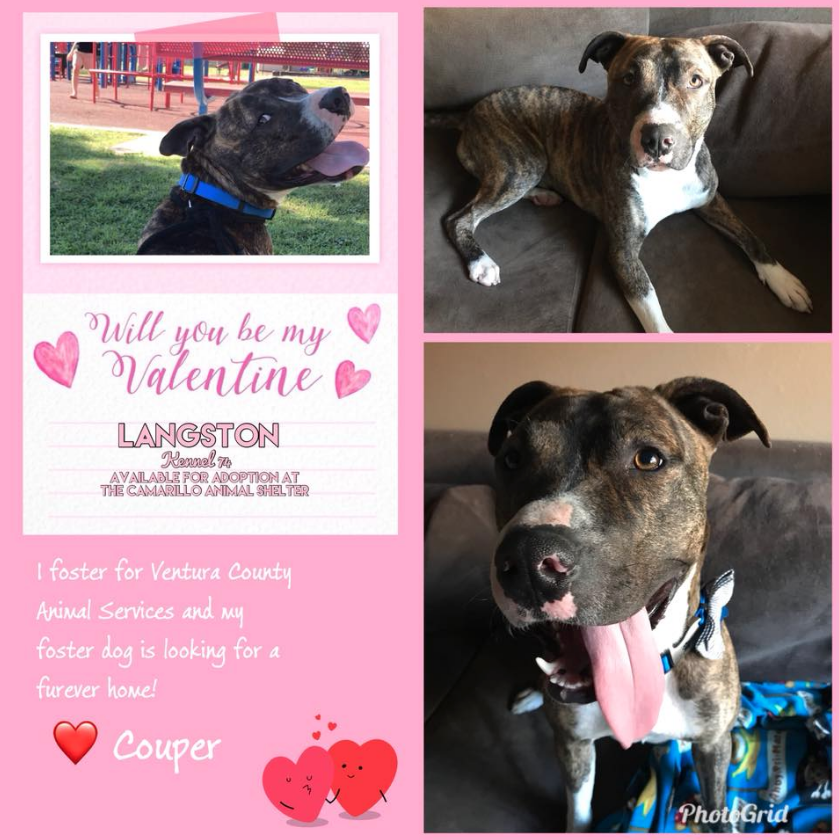 Will you be my
Valentine
LANGSTON
Kennel 74
AVAILABLE FOR ADOPTION AT
THE CAMARILLO ANIMAL SHELTER
I foster for Ventura County
Animal Services and my
foster dog is looking for a
furever home!
❤️ Couper
PhotoGrid